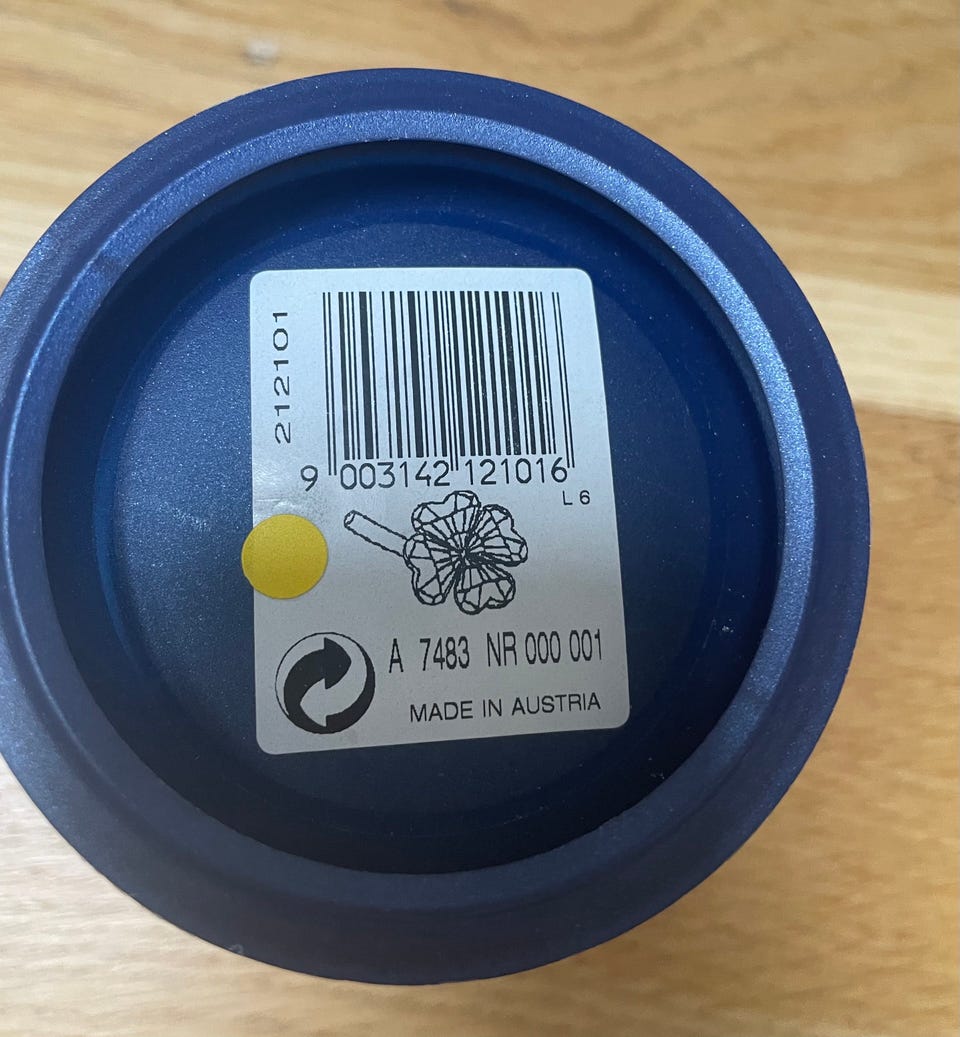 212101
9 003142 121016
L 6
A 7483 NR 000 001
MADE IN AUSTRIA